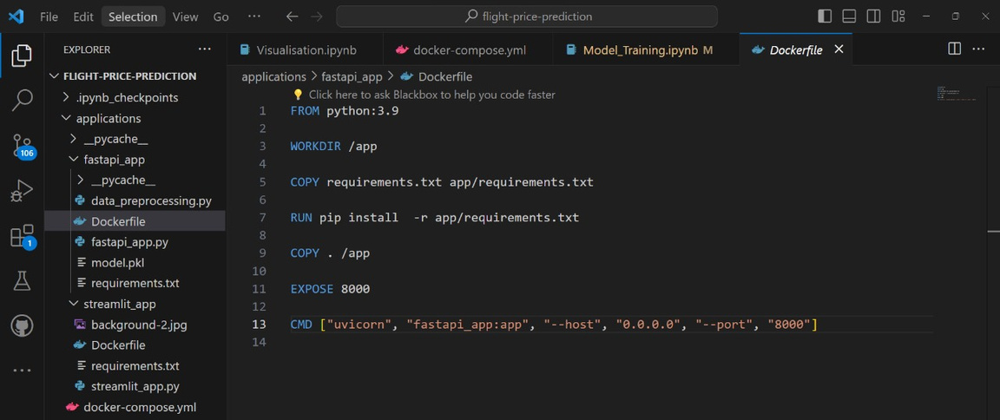 File Edit Selection View Go ··· ← → flight-price-prediction
EXPLORER ···
FLIGHT-PRICE-PREDICTION
.ipynb_checkpoints
applications
__pycache__
fastapi_app
__pycache__
data_preprocessing.py
Dockerfile
fastapi_app.py
model.pkl
requirements.txt
streamlit_app
background-2.jpg
Dockerfile
requirements.txt
streamlit_app.py
docker-compose.yml
106
1
Visualisation.ipynb docker-compose.yml Model_Training.ipynb M Dockerfile
applications > fastapi_app > Dockerfile
Click here to ask Blackbox to help you code faster
1 FROM python:3.9
2
3 WORKDIR /app
4
5 COPY requirements.txt app/requirements.txt
6
7 RUN pip install  -r app/requirements.txt
8
9 COPY . /app
10
11 EXPOSE 8000
12
13 CMD ["uvicorn", "fastapi_app:app", "--host", "0.0.0.0", "--port", "8000"]
14